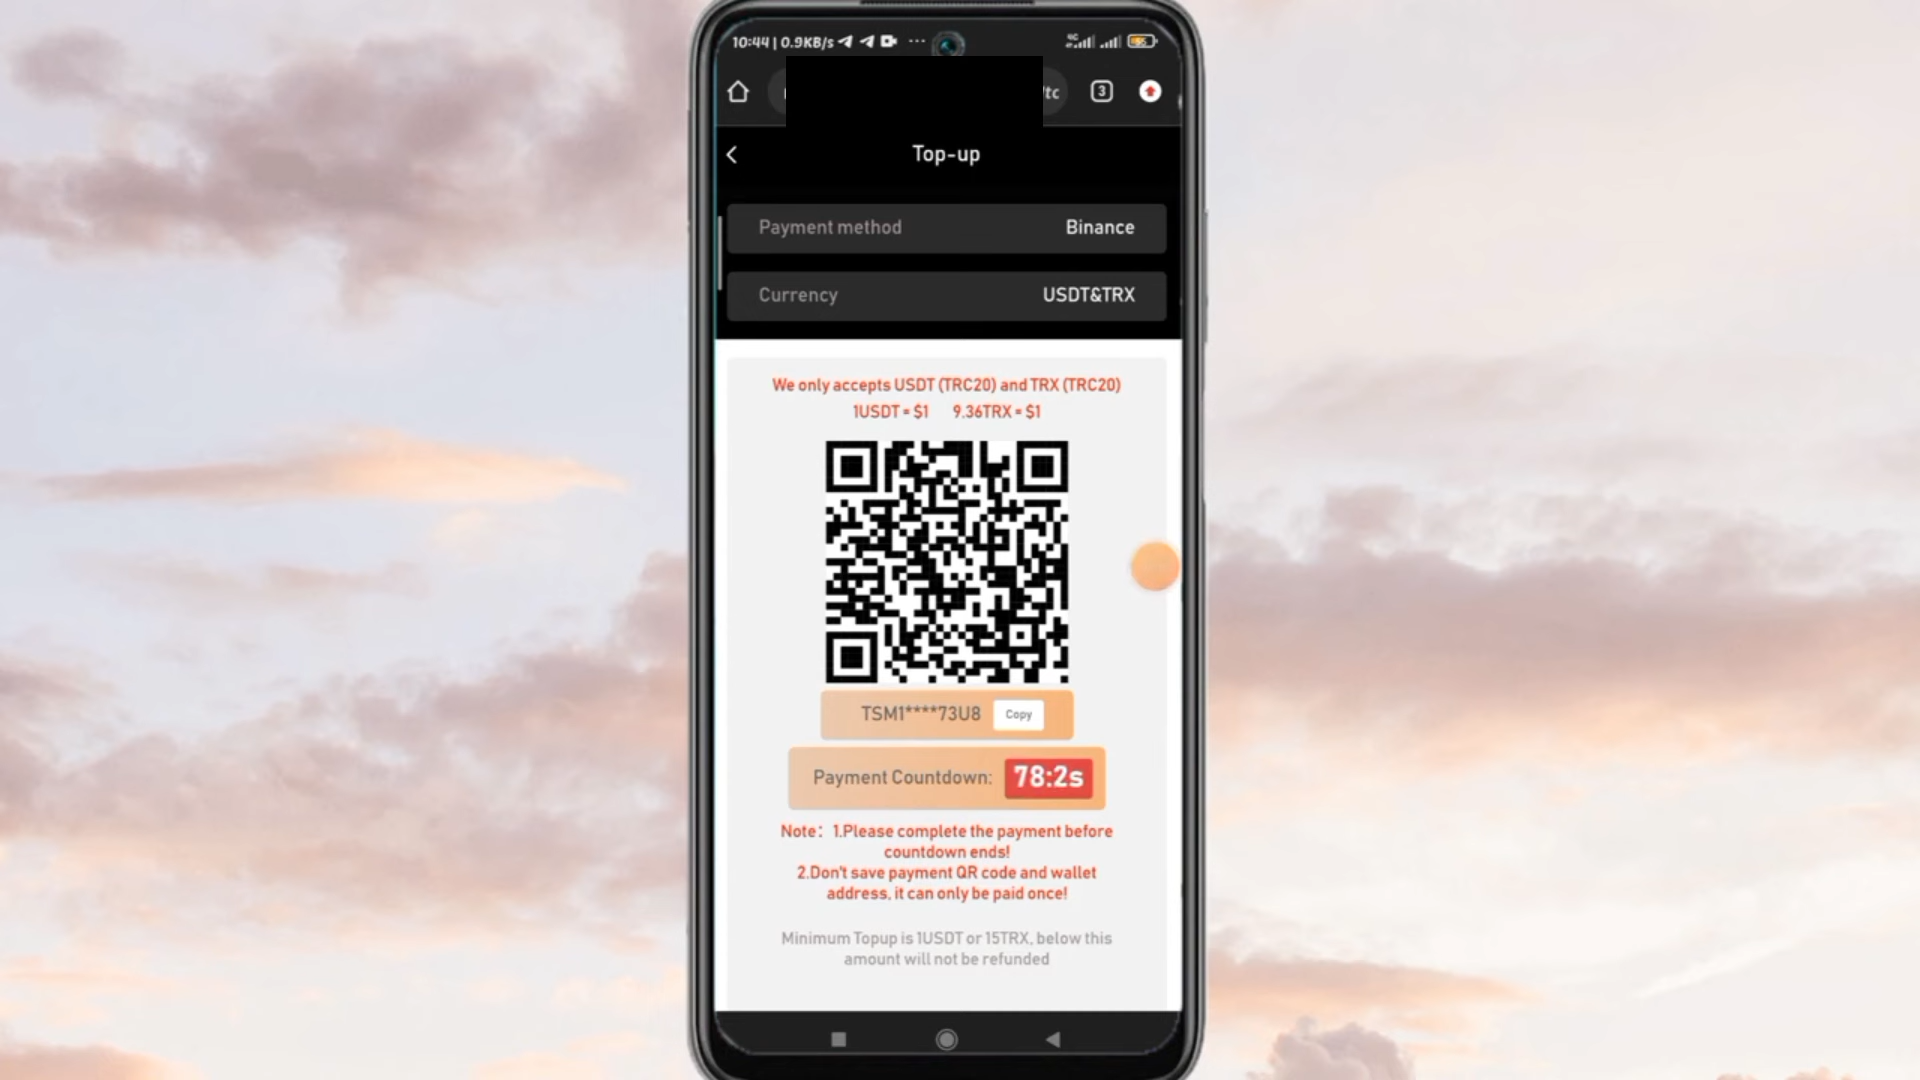 10:44 | 0.9KB/s
tc
3
Top-up
Payment method Binance
Currency USDT&TRX
We only accepts USDT (TRC20) and TRX (TRC20)
1USDT = $1 9.36TRX = $1
TSM1****73U8 Copy
Payment Countdown: 78:2s
Note： 1.Please complete the payment before
countdown ends!
2.Don't save payment QR code and wallet
address, it can only be paid once!
Minimum Topup is 1USDT or 15TRX, below this
amount will not be refunded